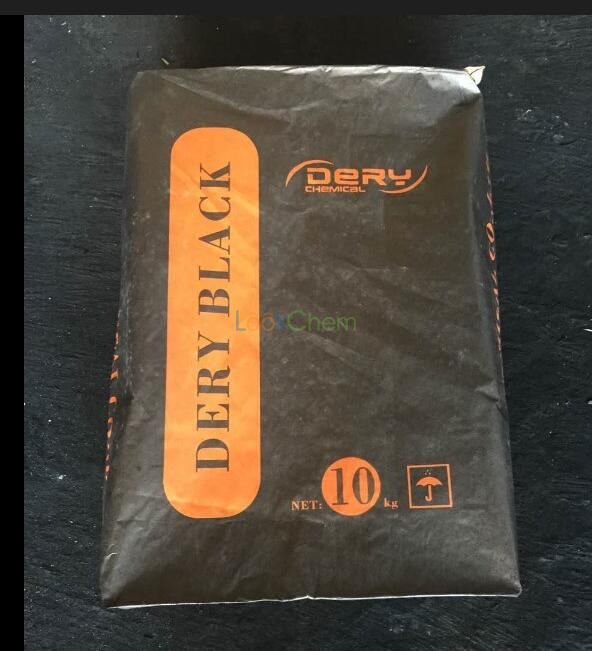 DERY BLACK
DERY
CHEMICAL
LookChem
NET: 10 kg